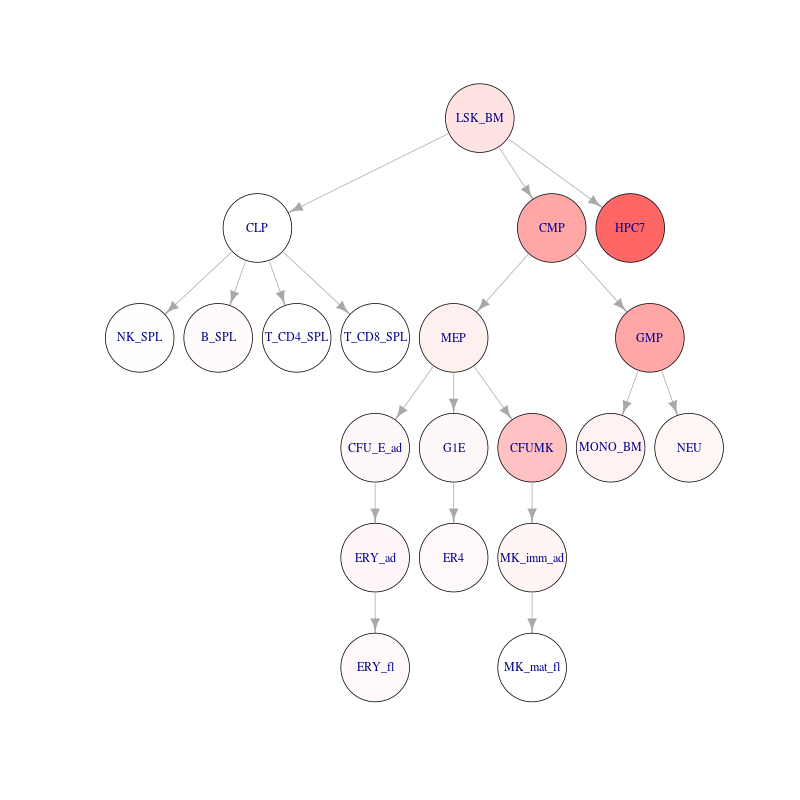 LSK_BM
CLP
CMP
HPC7
NK_SPL
B_SPL
T_CD4_SPL
T_CD8_SPL
MEP
GMP
CFU_E_ad
G1E
CFUMK
MONO_BM
NEU
ERY_ad
ER4
MK_imm_ad
ERY_fl
MK_mat_fl